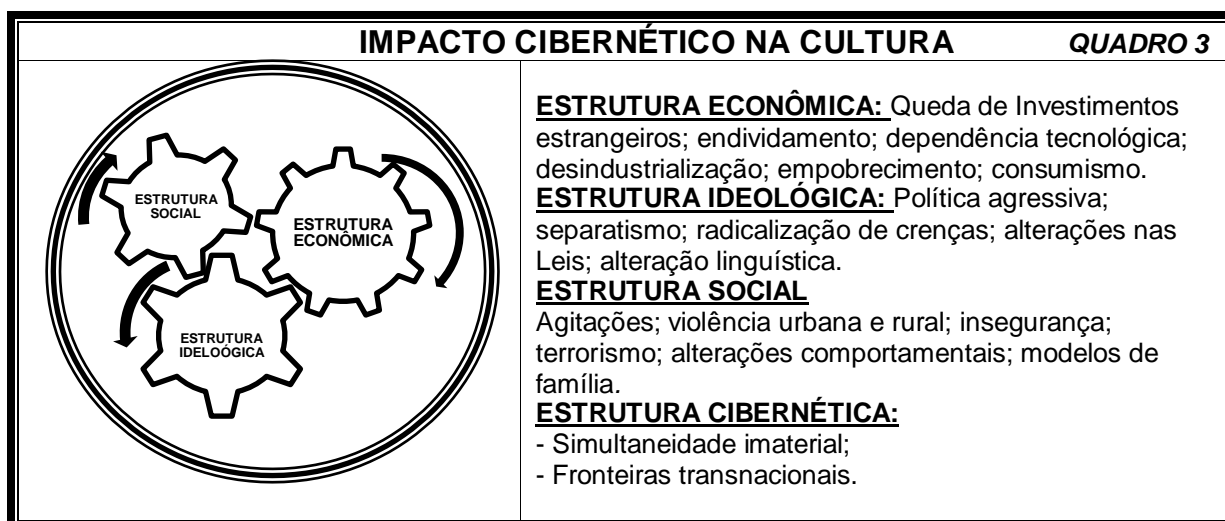 IMPACTO CIBERNÉTICO NA CULTURA QUADRO 3
ESTRUTURA
SOCIAL
ESTRUTURA
ECONÔMICA
ESTRUTURA
IDELOÓGICA
ESTRUTURA ECONÔMICA: Queda de Investimentos
estrangeiros; endividamento; dependência tecnológica;
desindustrialização; empobrecimento; consumismo.
ESTRUTURA IDEOLÓGICA: Política agressiva;
separatismo; radicalização de crenças; alterações nas
Leis; alteração linguística.
ESTRUTURA SOCIAL
Agitações; violência urbana e rural; insegurança;
terrorismo; alterações comportamentais; modelos de
família.
ESTRUTURA CIBERNÉTICA:
- Simultaneidade imaterial;
- Fronteiras transnacionais.